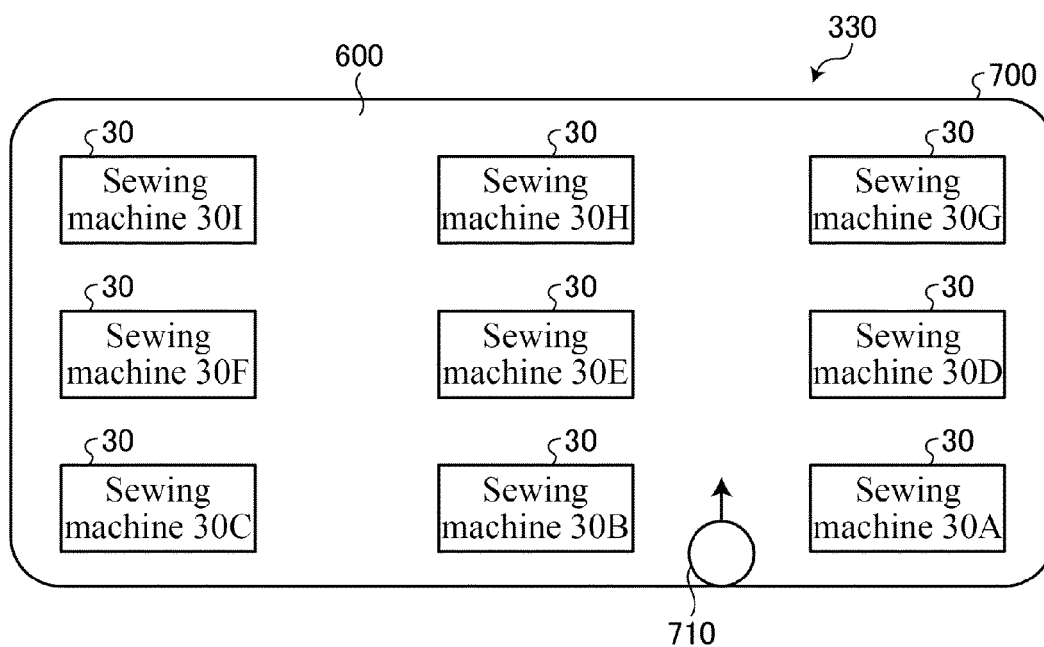 330
600
700
30
30
30
Sewing
machine 30I
Sewing
machine 30H
Sewing
machine 30G
30
30
30
Sewing
machine 30F
Sewing
machine 30E
Sewing
machine 30D
30
30
30
Sewing
machine 30C
Sewing
machine 30B
Sewing
machine 30A
710